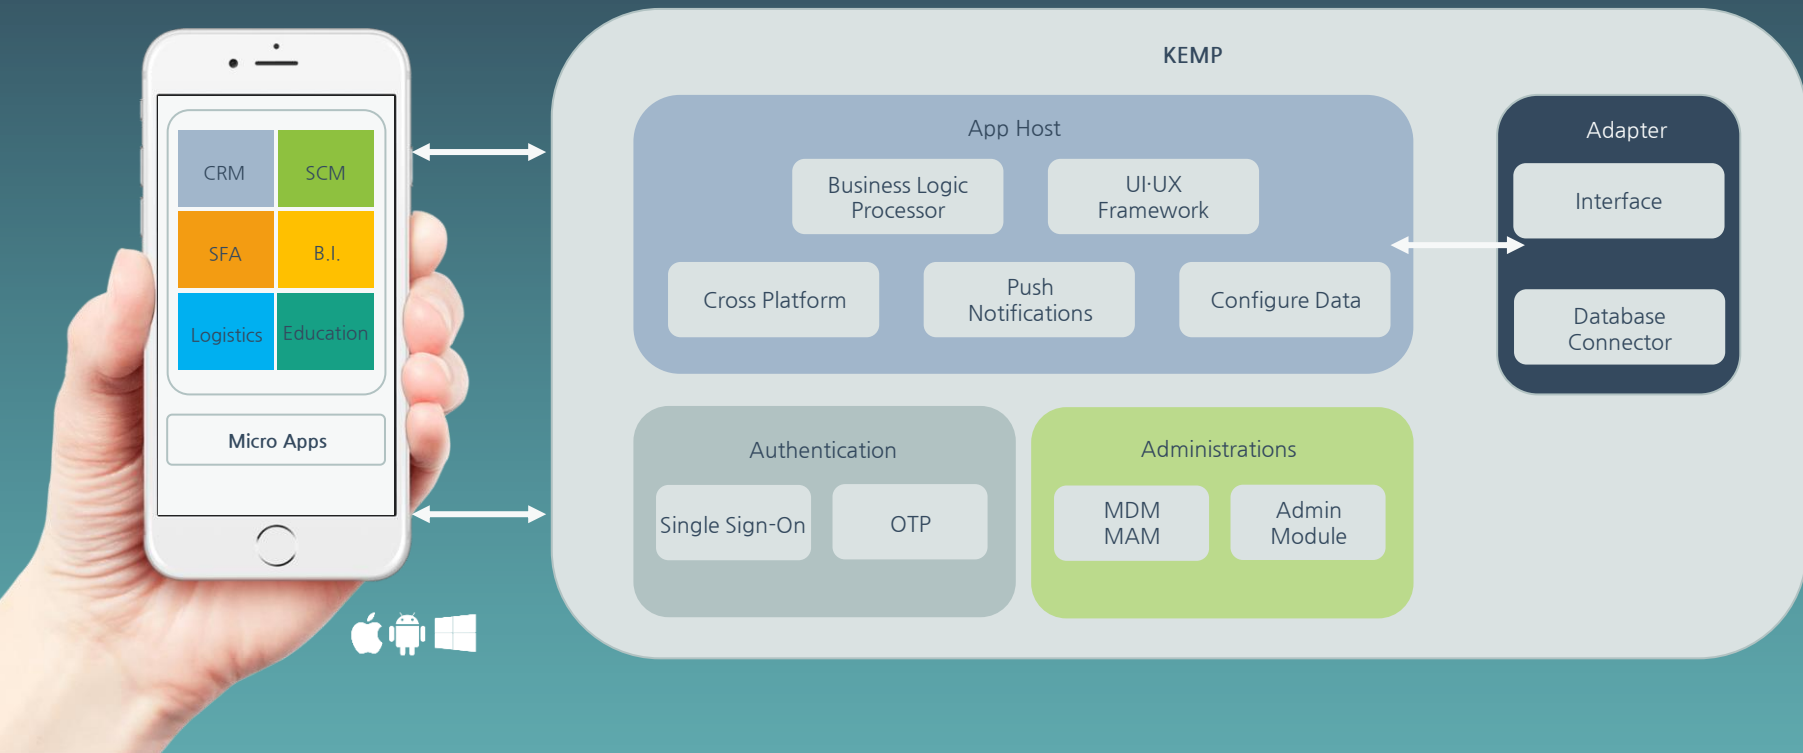 CRM
SCM
SFA
B.I.
Logistics
Education
Micro Apps
KEMP
App Host
Business Logic
Processor
UI·UX
Framework
Cross Platform
Push
Notifications
Configure Data
Adapter
Interface
Database
Connector
Authentication
Single Sign-On
OTP
Administrations
MDM
MAM
Admin
Module